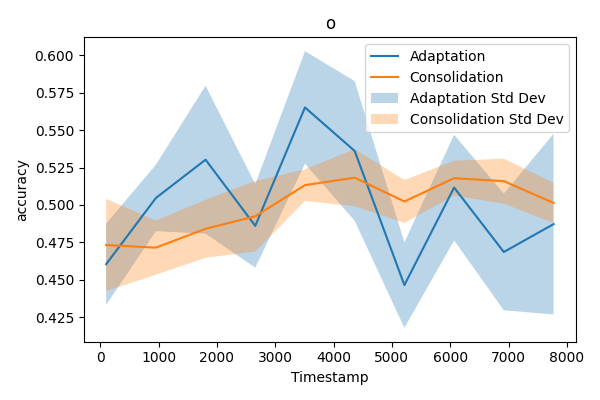 o
Adaptation
Consolidation
Adaptation Std Dev
Consolidation Std Dev
accuracy
0.600
0.575
0.550
0.525
0.500
0.475
0.450
0.425
0 1000 2000 3000 4000 5000 6000 7000 8000
Timestamp